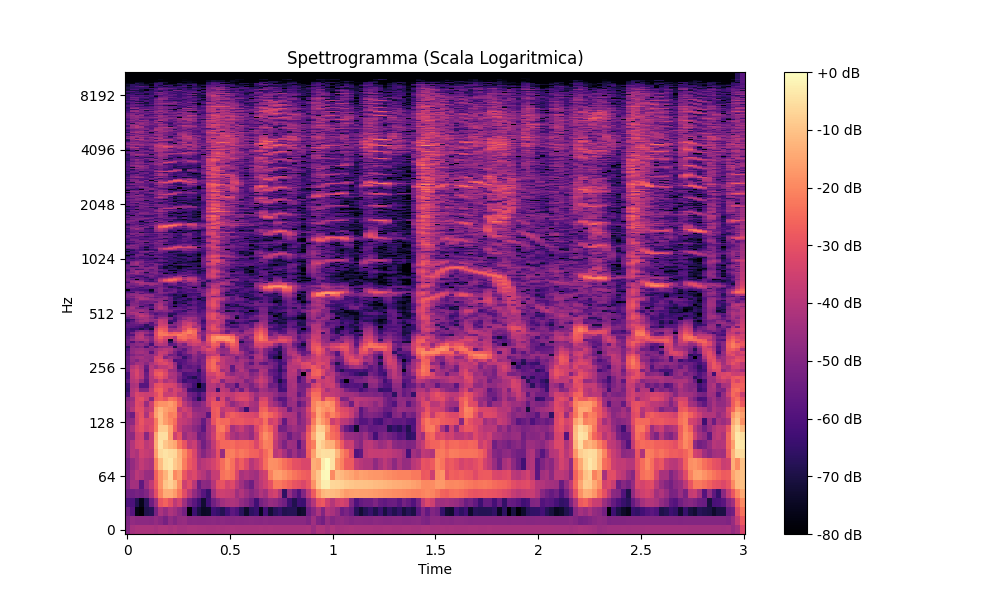 Spettrogramma (Scala Logaritmica)
8192
4096
2048
1024
512
256
128
64
0
Hz
0
0.5
1
1.5
2
2.5
3
Time
+0 dB
-10 dB
-20 dB
-30 dB
-40 dB
-50 dB
-60 dB
-70 dB
-80 dB